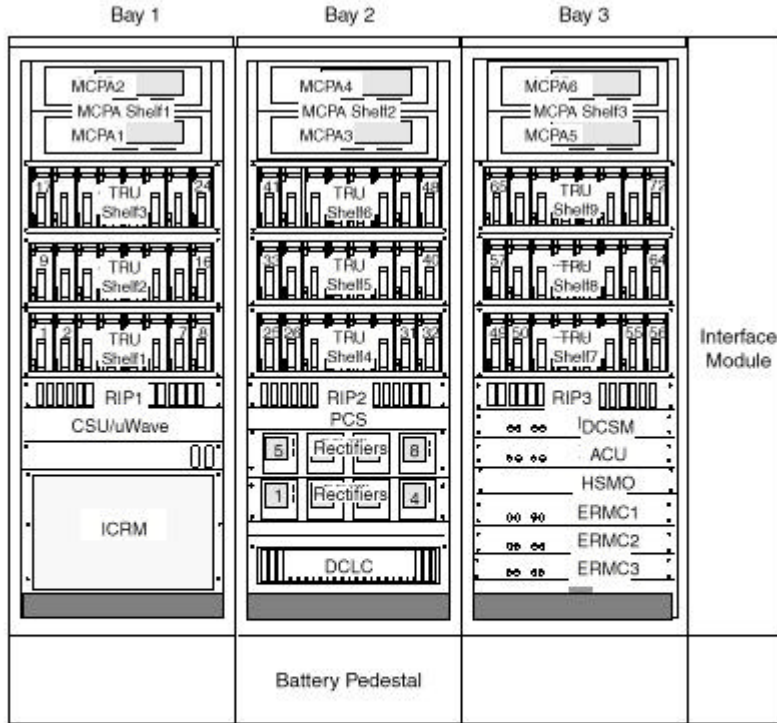 Bay 1
Bay 2
Bay 3
MCPA2
MCPA Shelf1
MCPA1
17
24
TRU
Shelf3
9
16
TRU
Shelf2
1 2
7 8
TRU
Shelf1
RIP1
CSU/uWave
ICRM
MCPA4
MCPA Shelf2
MCPA3
41
48
TRU
Shelf6
33
40
TRU
Shelf5
25 26
31 32
TRU
Shelf4
RIP2
PCS
5 Rectifiers 8
1 Rectifiers 4
DCLC
MCPA6
MCPA Shelf3
MCPA5
65
72
TRU
Shelf9
57
64
TRU
Shelf8
49 50
55 56
TRU
Shelf7
RIP3
DCSM
ACU
HSMO
ERMC1
ERMC2
ERMC3
Interface
Module
Battery Pedestal